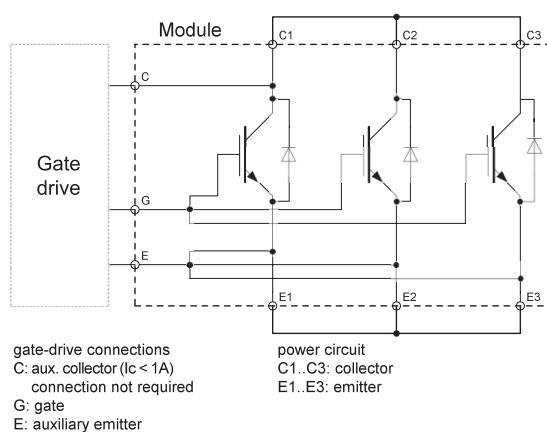 Module
C1
C2
C3
C
Gate
drive
G
E
E1
E2
E3
gate-drive connections
C: aux. collector (Ic < 1A)
connection not required
G: gate
E: auxiliary emitter
power circuit
C1..C3: collector
E1..E3: emitter